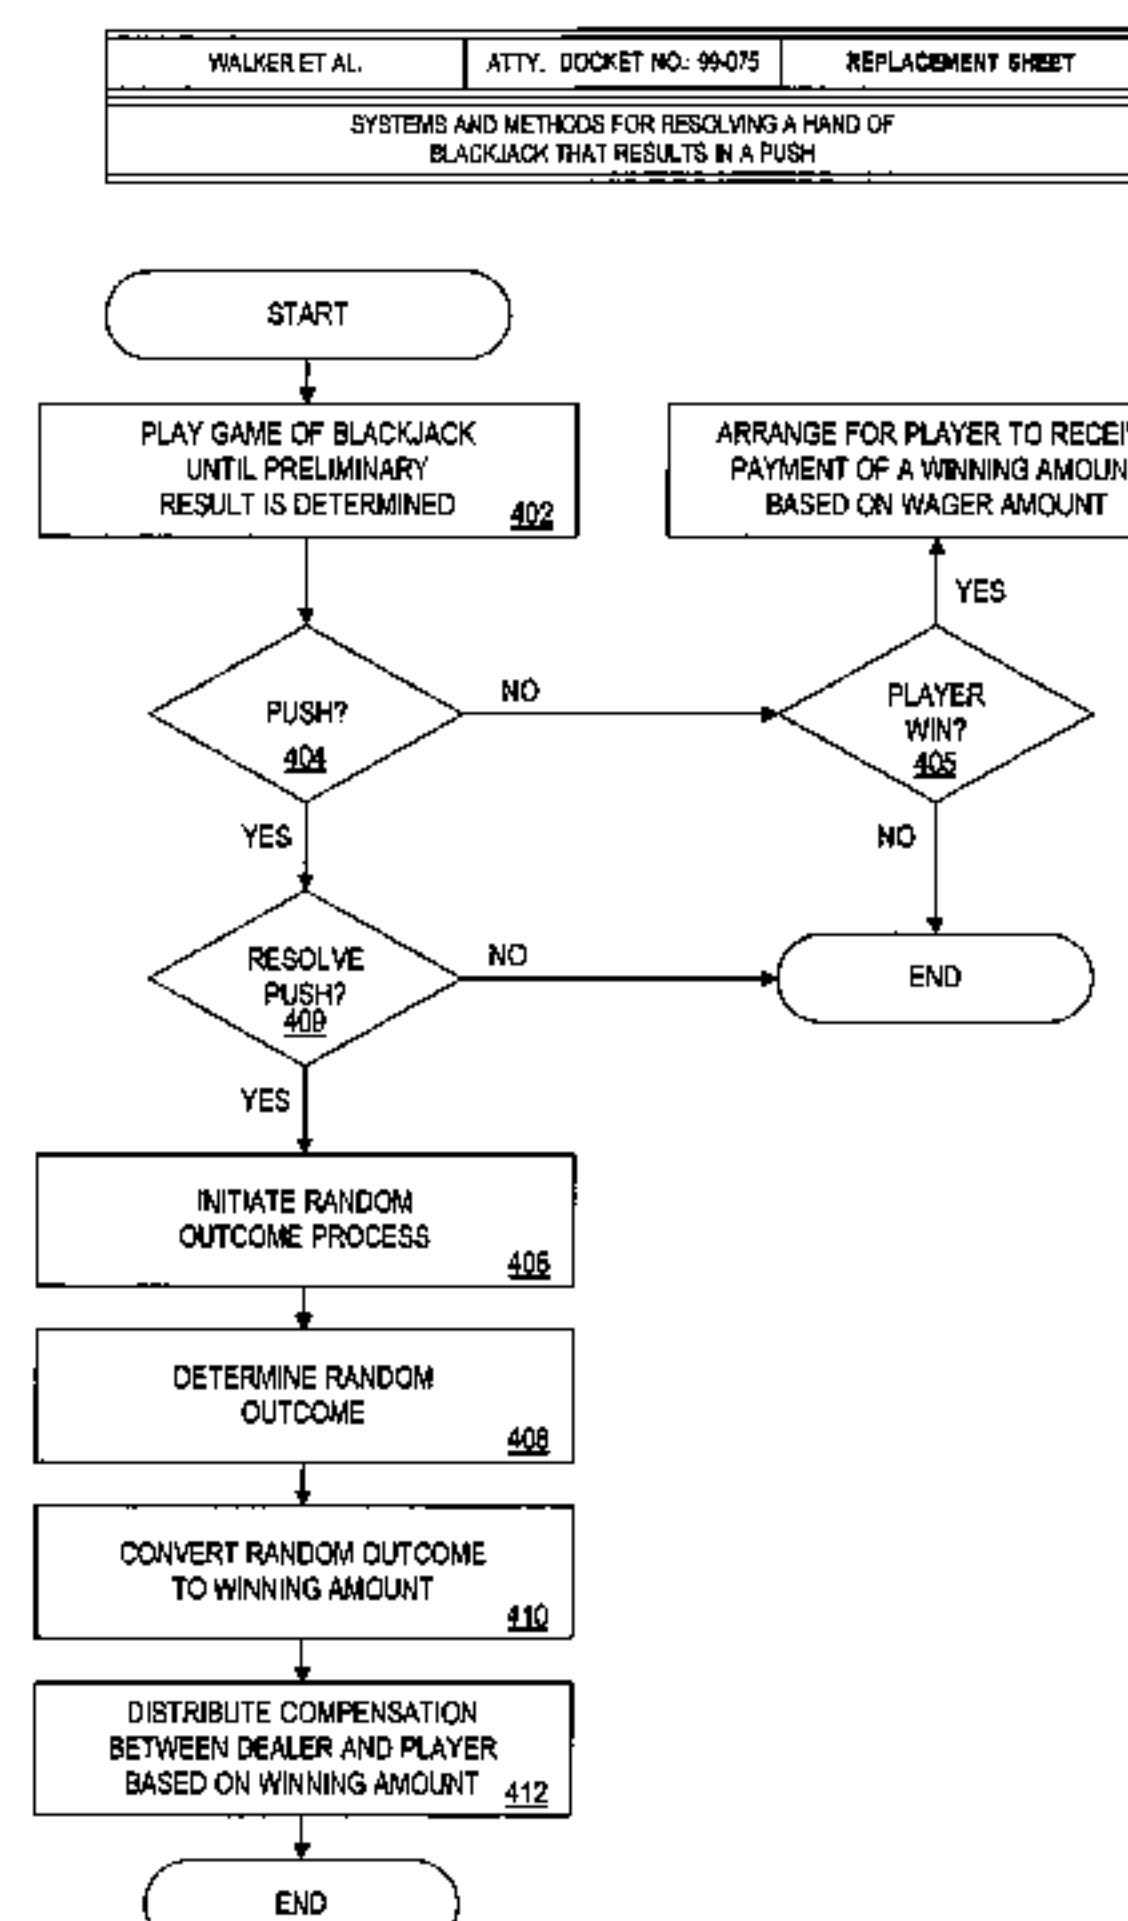 WALKER ET AL. ATTY. DOCKET NO.: 99-075 REPLACEMENT SHEET
SYSTEMS AND METHODS FOR RESOLVING A HAND OF
BLACKJACK THAT RESULTS IN A PUSH
START
PLAY GAME OF BLACKJACK
UNTIL PRELIMINARY
RESULT IS DETERMINED
402
ARRANGE FOR PLAYER TO
PAYMENT OF A WINNING
BASED ON WAGER AMOUNT
YES
PUSH?
404
NO
PLAYER
WIN?
405
YES
NO
RESOLVE
PUSH?
409
NO
END
YES
INITIATE RANDOM
OUTCOME PROCESS
406
DETERMINE RANDOM
OUTCOME
408
CONVERT RANDOM OUTCOME
TO WINNING AMOUNT
410
DISTRIBUTE COMPENSATION
BETWEEN DEALER AND PLAYER
BASED ON WINNING AMOUNT
412
END